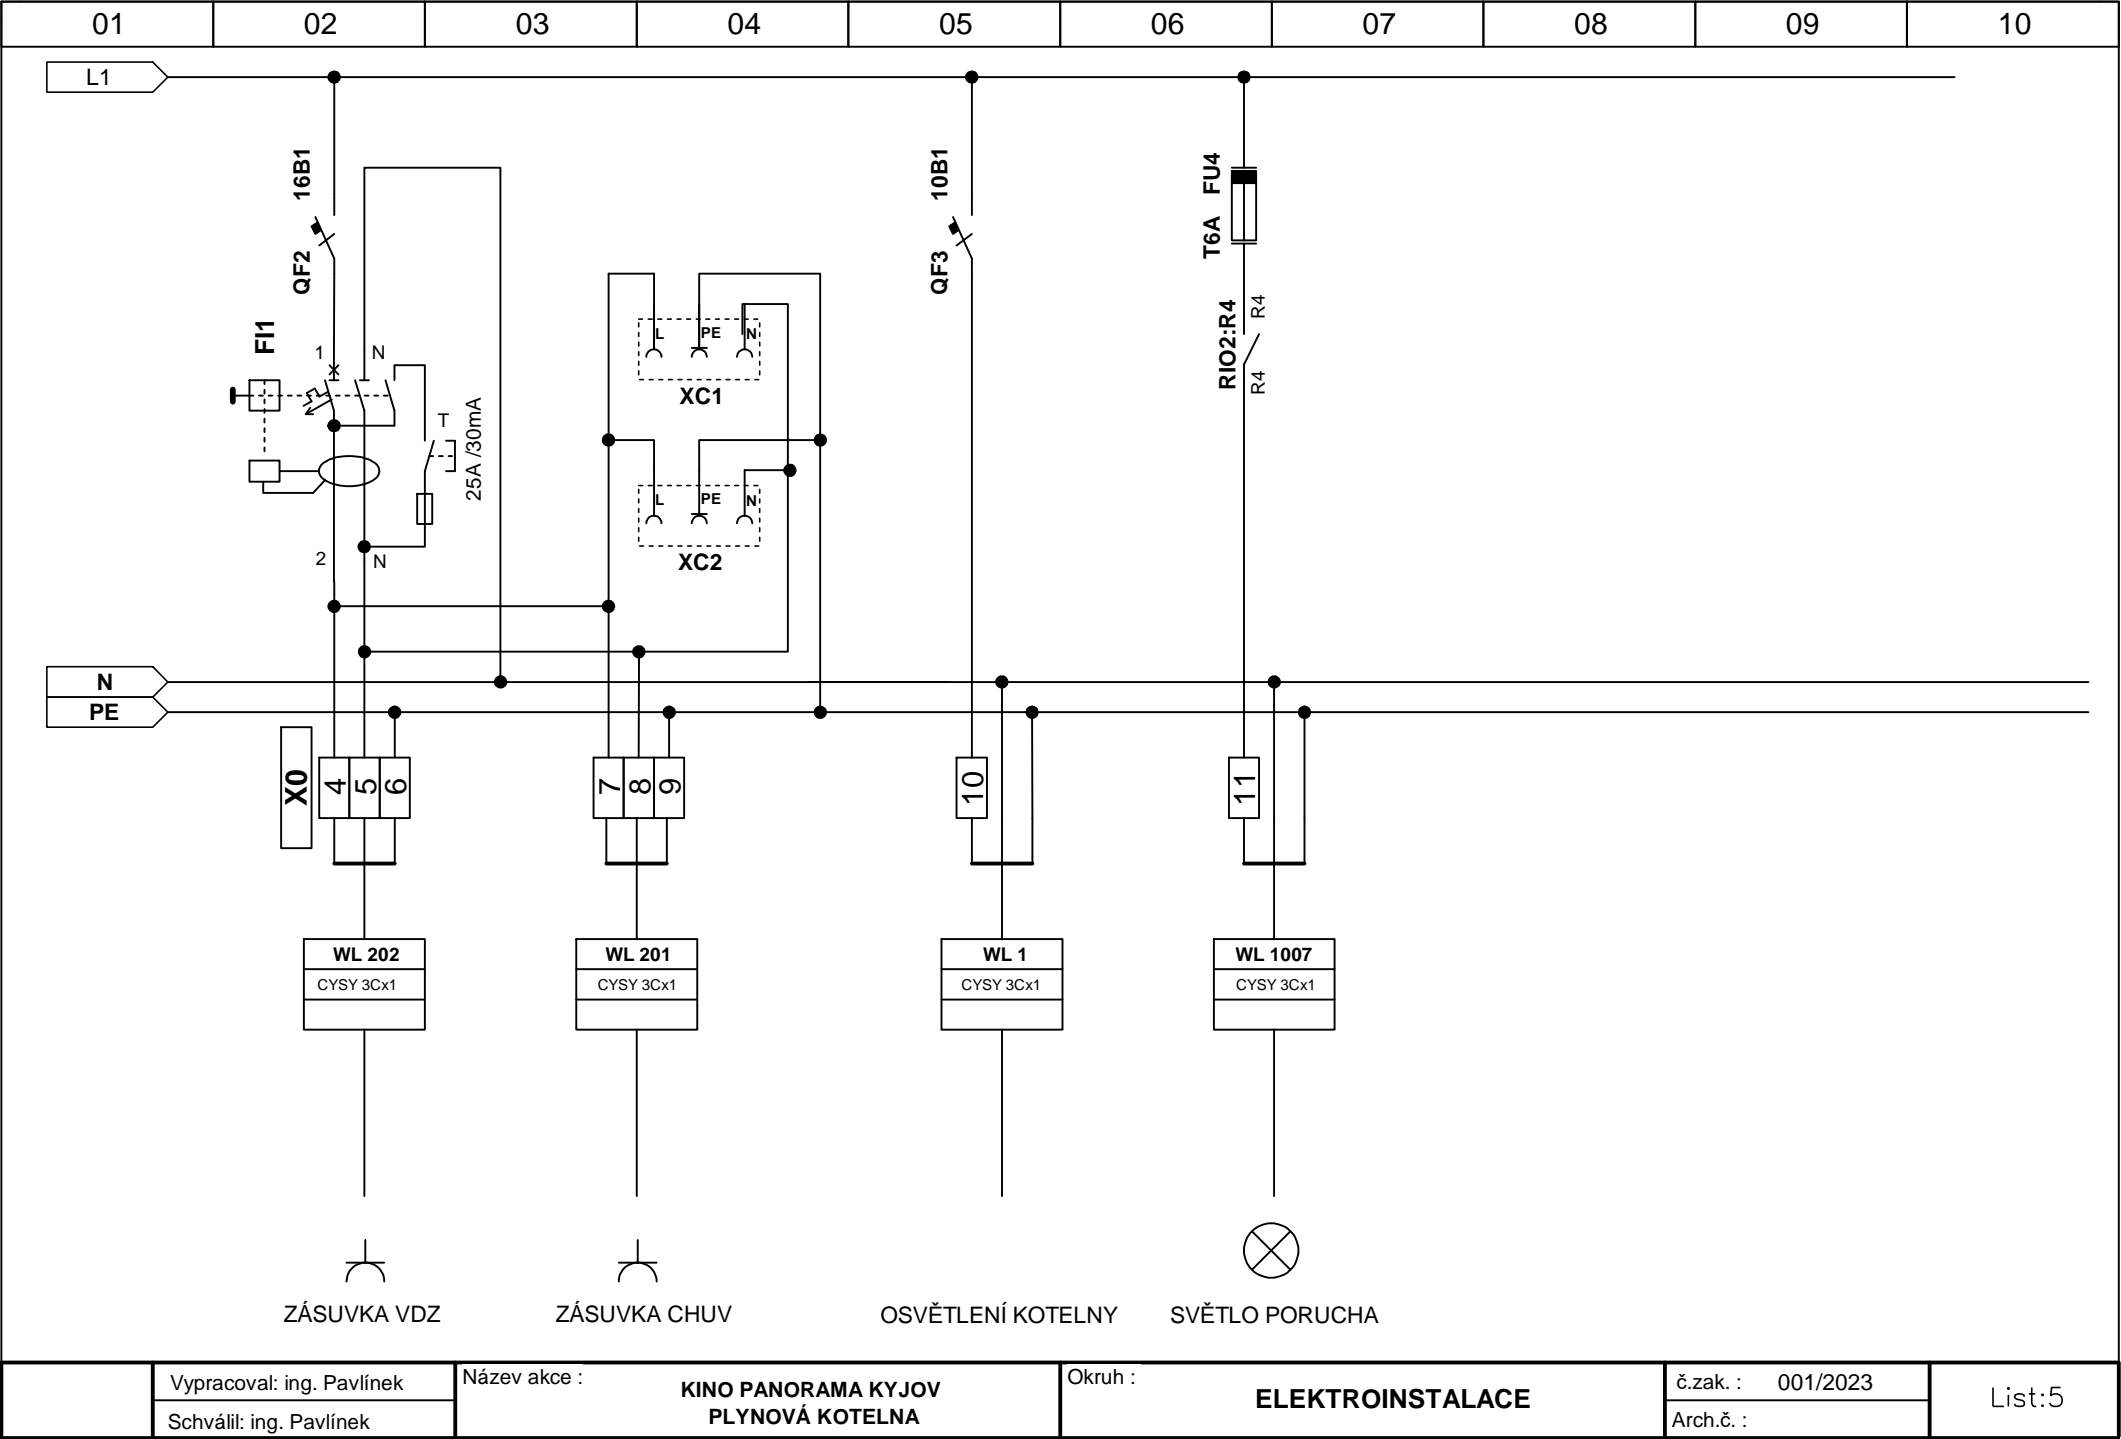 01 02 03 04 05 06 07 08 09 10
L1
16B1
QF2
10B1
QF3
T6A FU4
RIO2:R4
R4
R4
FI1
1
N
T
25A /30mA
2
N
L PE N
XC1
L PE N
XC2
N
PE
X0
4 5 6
7 8 9
10
11
WL 202
CYSY 3Cx1
WL 201
CYSY 3Cx1
WL 1
CYSY 3Cx1
WL 1007
CYSY 3Cx1
ZÁSUVKA VDZ
ZÁSUVKA CHUV
OSVĚTLENÍ KOTELNY
SVĚTLO PORUCHA
Vypracoval: ing. Pavlínek
Schválil: ing. Pavlínek
Název akce :
KINO PANORAMA KYJOV
PLYNOVÁ KOTELNA
Okruh :
ELEKTROINSTALACE
č.zak. : 001/2023
Arch.č. :
List:5